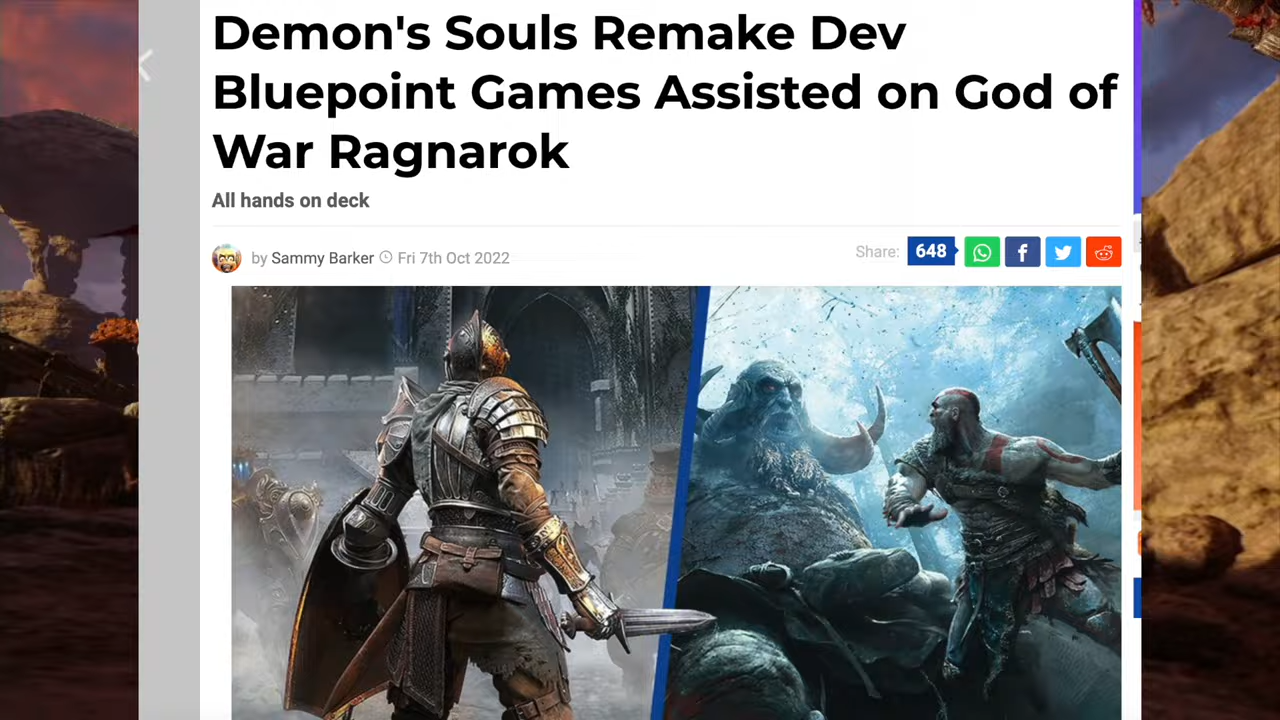 Demon's Souls Remake Dev
Bluepoint Games Assisted on God of
War Ragnarok
All hands on deck
by Sammy Barker Fri 7th Oct 2022
Share: 648